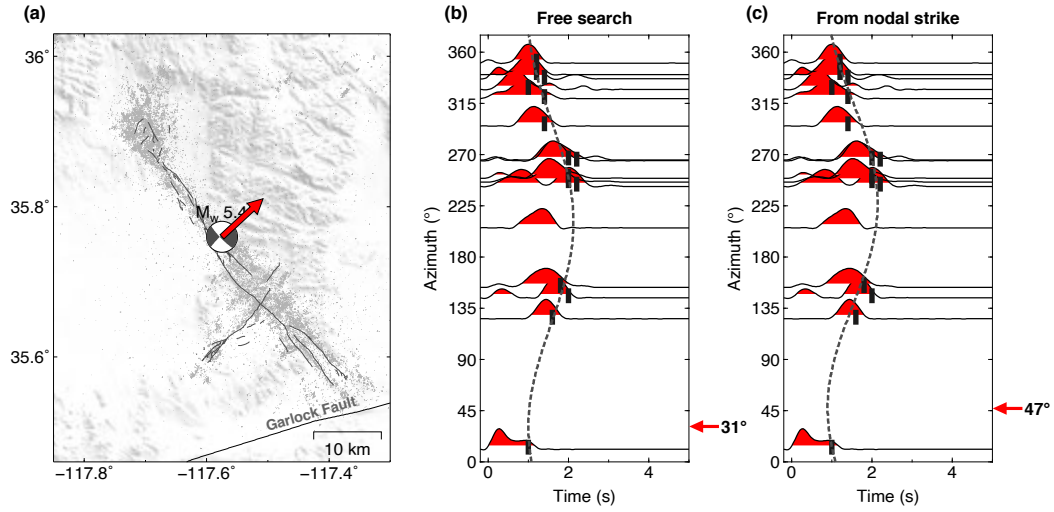 (a)
36°
35.8°
35.6°
M_w 5.4
Garlock Fault
10 km
−117.8° −117.6° −117.4°
(b) Free search
Azimuth (°)
360
315
270
225
180
135
90
45
0
0 2 4
Time (s)
31°
(c) From nodal strike
Azimuth (°)
360
315
270
225
180
135
90
45
0
0 2 4
Time (s)
47°